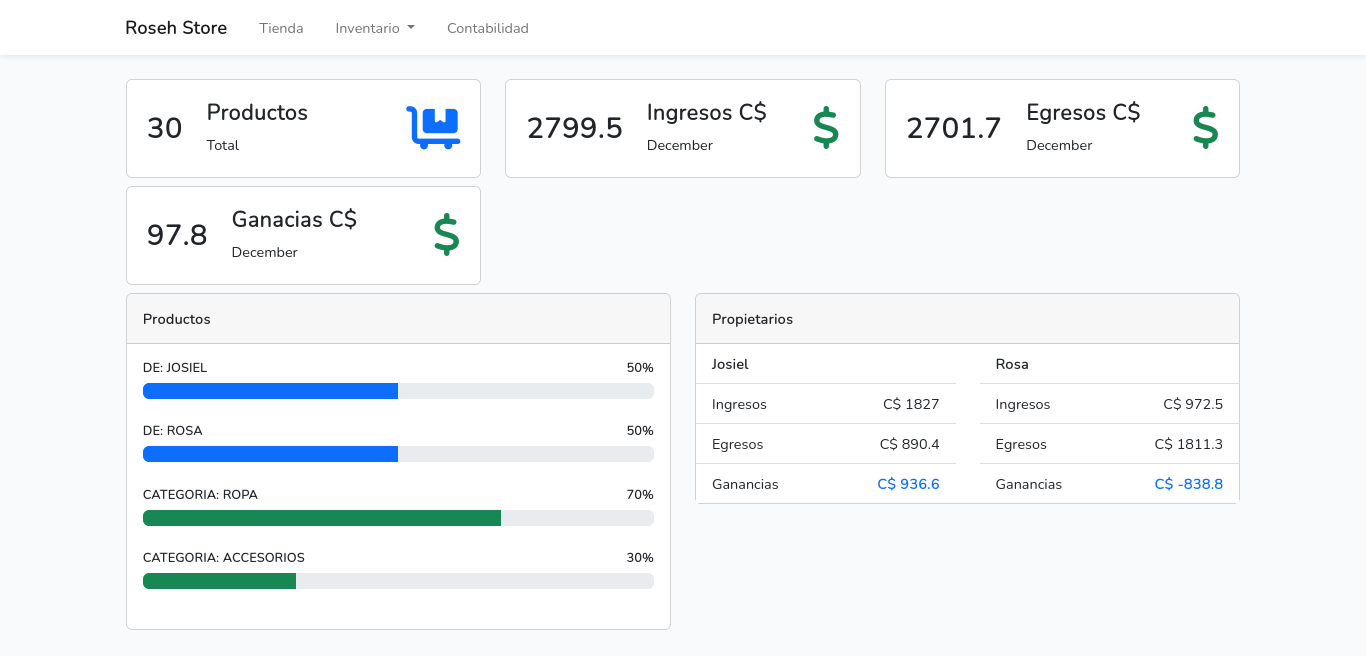 Roseh Store Tienda Inventario Contabilidad
30 Productos
Total
2799.5 Ingresos C$
December
2701.7 Egresos C$
December
97.8 Ganacias C$
December
Productos
DE: JOSIEL 50%
DE: ROSA 50%
CATEGORIA: ROPA 70%
CATEGORIA: ACCESORIOS 30%
Propietarios
Josiel
Ingresos C$ 1827
Egresos C$ 890.4
Ganancias C$ 936.6
Rosa
Ingresos C$ 972.5
Egresos C$ 1811.3
Ganancias C$ -838.8